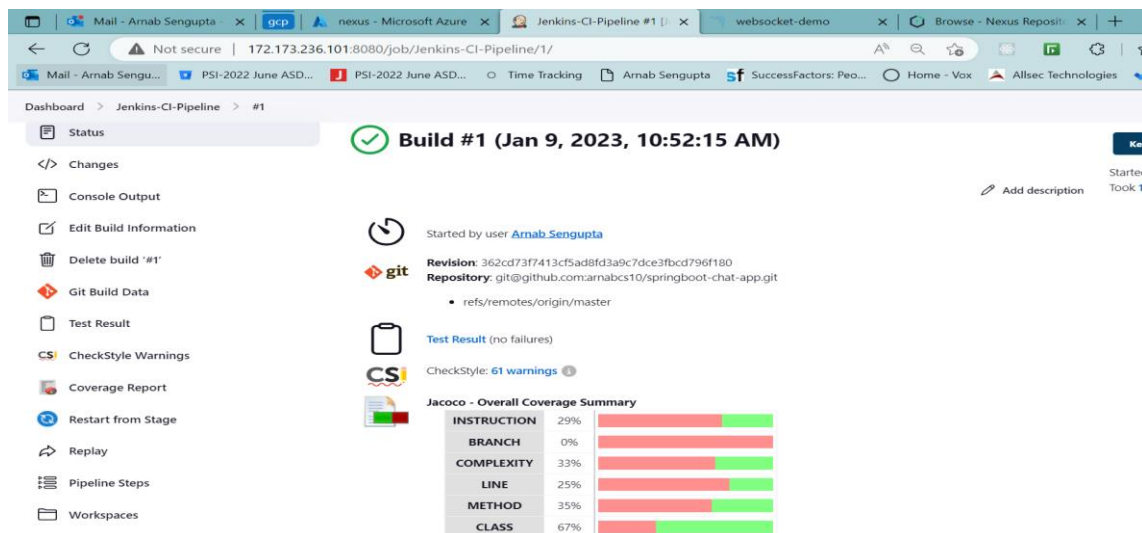 Mail - Arnab Sengupta -
gcp
nexus - Microsoft Azure
Jenkins-CI-Pipeline #1 [J
websocket-demo
Browse - Nexus Reposito
Not secure | 172.173.236.101:8080/job/Jenkins-CI-Pipeline/1/
Mail - Arnab Sengu... PSI-2022 June ASD... PSI-2022 June ASD... Time Tracking Arnab Sengupta SuccessFactors: Peo... Home - Vox Allsec Technologies
Dashboard > Jenkins-CI-Pipeline > #1
Status
Changes
Console Output
Edit Build Information
Delete build '#1'
Git Build Data
Test Result
CSI CheckStyle Warnings
Coverage Report
Restart from Stage
Replay
Pipeline Steps
Workspaces
Build #1 (Jan 9, 2023, 10:52:15 AM)
Add description
Started by user Arnab Sengupta
git
Revision: 362cd73f7413cf5ad8fd3a9c7dce3fbcd796f180
Repository: git@github.com:arnabcs10/springboot-chat-app.git
refs/remotes/origin/master
Test Result (no failures)
CSI
CheckStyle: 61 warnings
Jacoco - Overall Coverage Summary
INSTRUCTION 29%
BRANCH 0%
COMPLEXITY 33%
LINE 25%
METHOD 35%
CLASS 67%